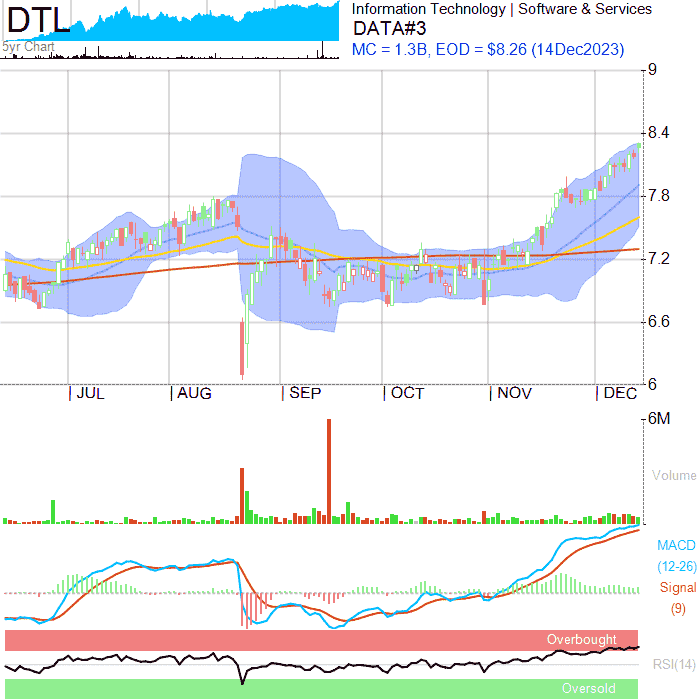 DTL
5yr Chart
Information Technology | Software & Services
DATA#3
MC = 1.3B, EOD = $8.26 (14Dec2023)
9
8.4
7.8
7.2
6.6
6
JUL AUG SEP OCT NOV DEC
6M
Volume
MACD
(12-26)
Signal
(9)
Overbought
RSI(14)
Oversold